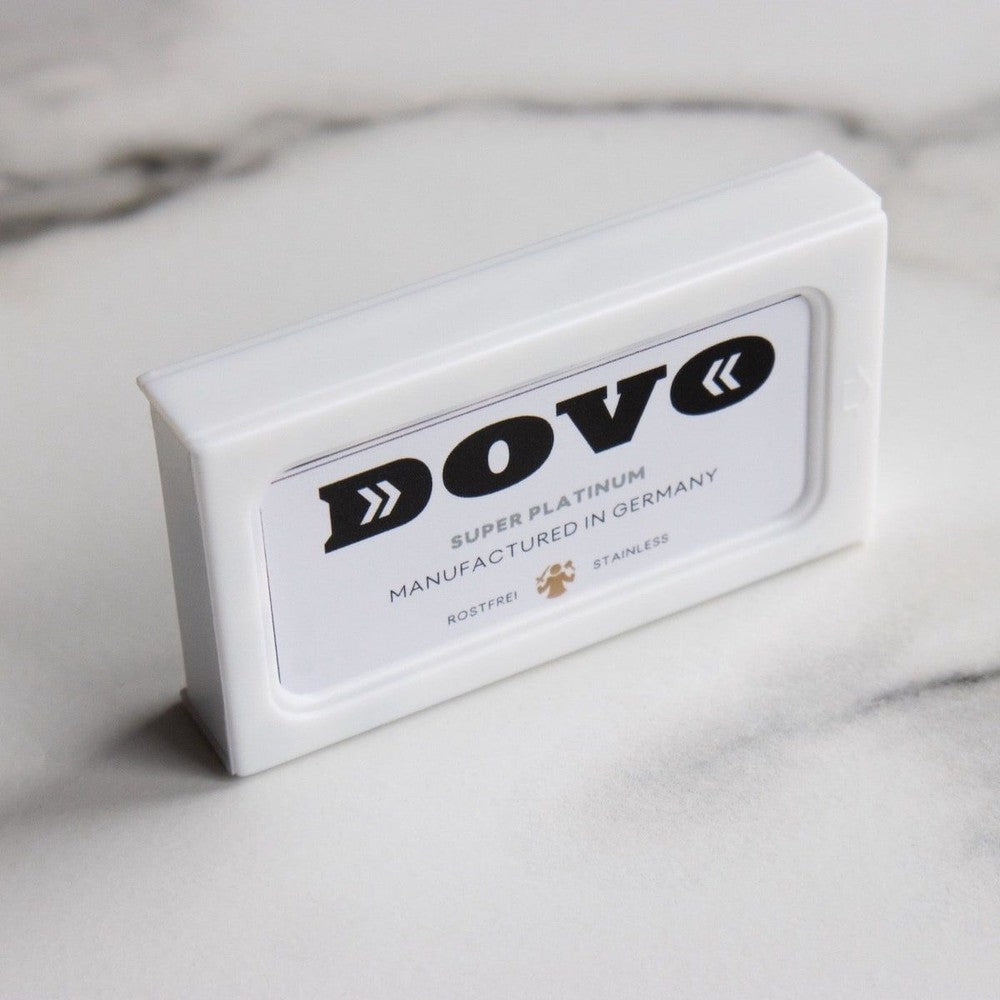 DOVO
SUPER PLATINUM
MANUFACTURED IN GERMANY
ROSTFREI STAINLESS